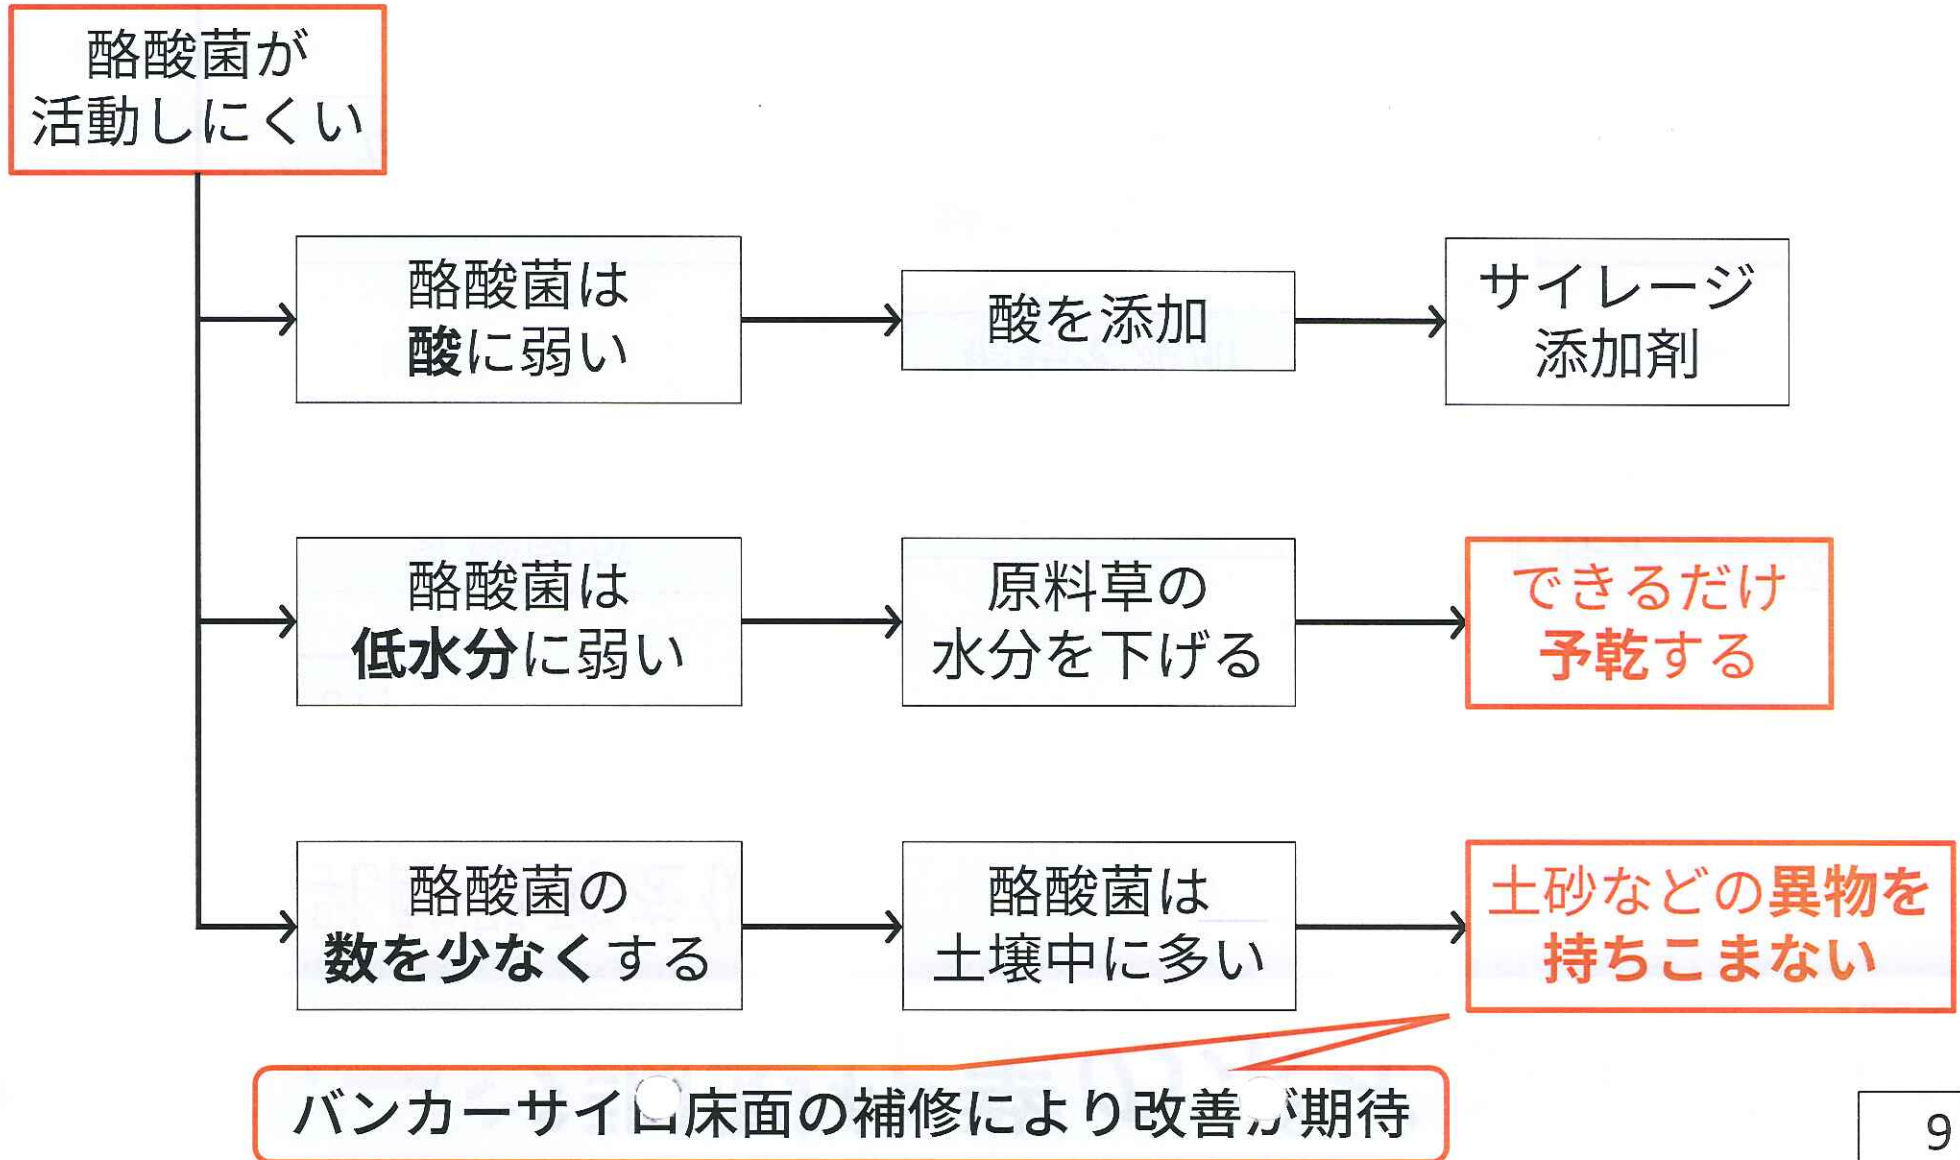 酪酸菌が
活動しにくい
酪酸菌は
酸に弱い
酸を添加
サイレージ
添加剤
酪酸菌は
低水分に弱い
原料草の
水分を下げる
できるだけ
予乾する
酪酸菌の
数を少なくする
酪酸菌は
土壌中に多い
土砂などの異物を
持ちこまない
バンカーサイロ床面の補修により改善が期待
9